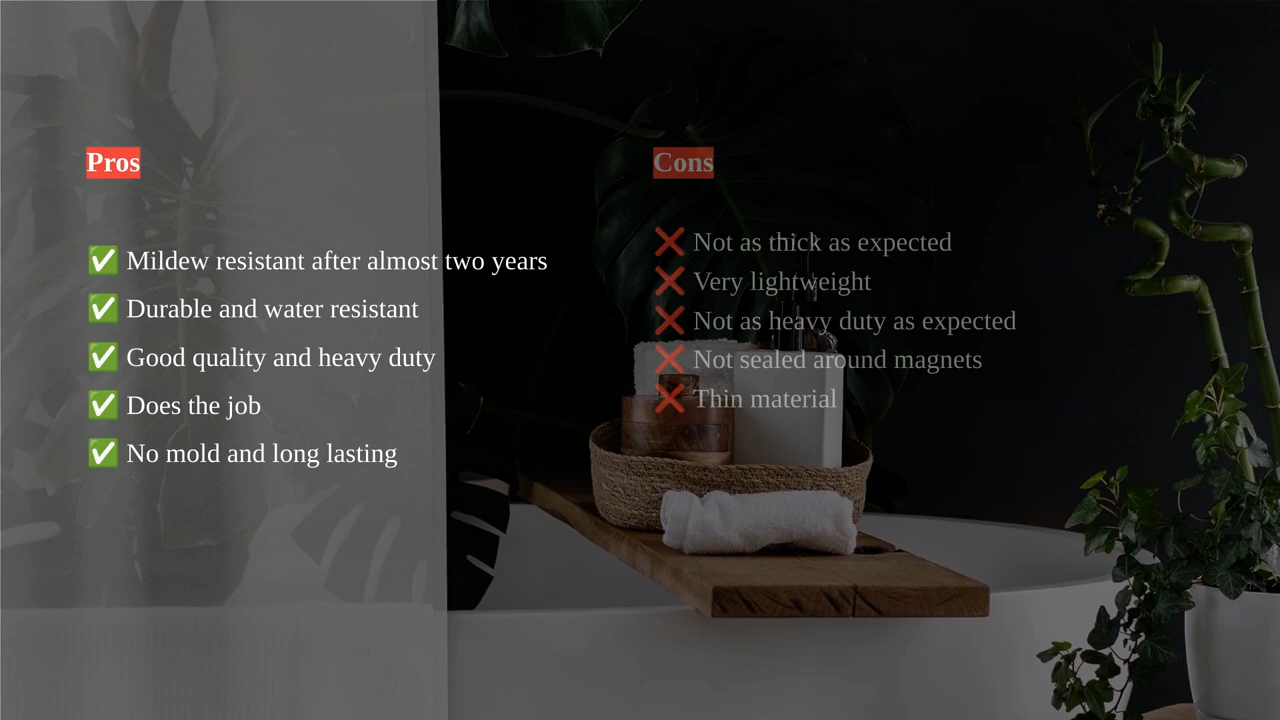 Pros
✅ Mildew resistant after almost two years
✅ Durable and water resistant
✅ Good quality and heavy duty
✅ Does the job
✅ No mold and long lasting
Cons
❌ Not as thick as expected
❌ Very lightweight
❌ Not as heavy duty as expected
❌ Not sealed around magnets
❌ Thin material